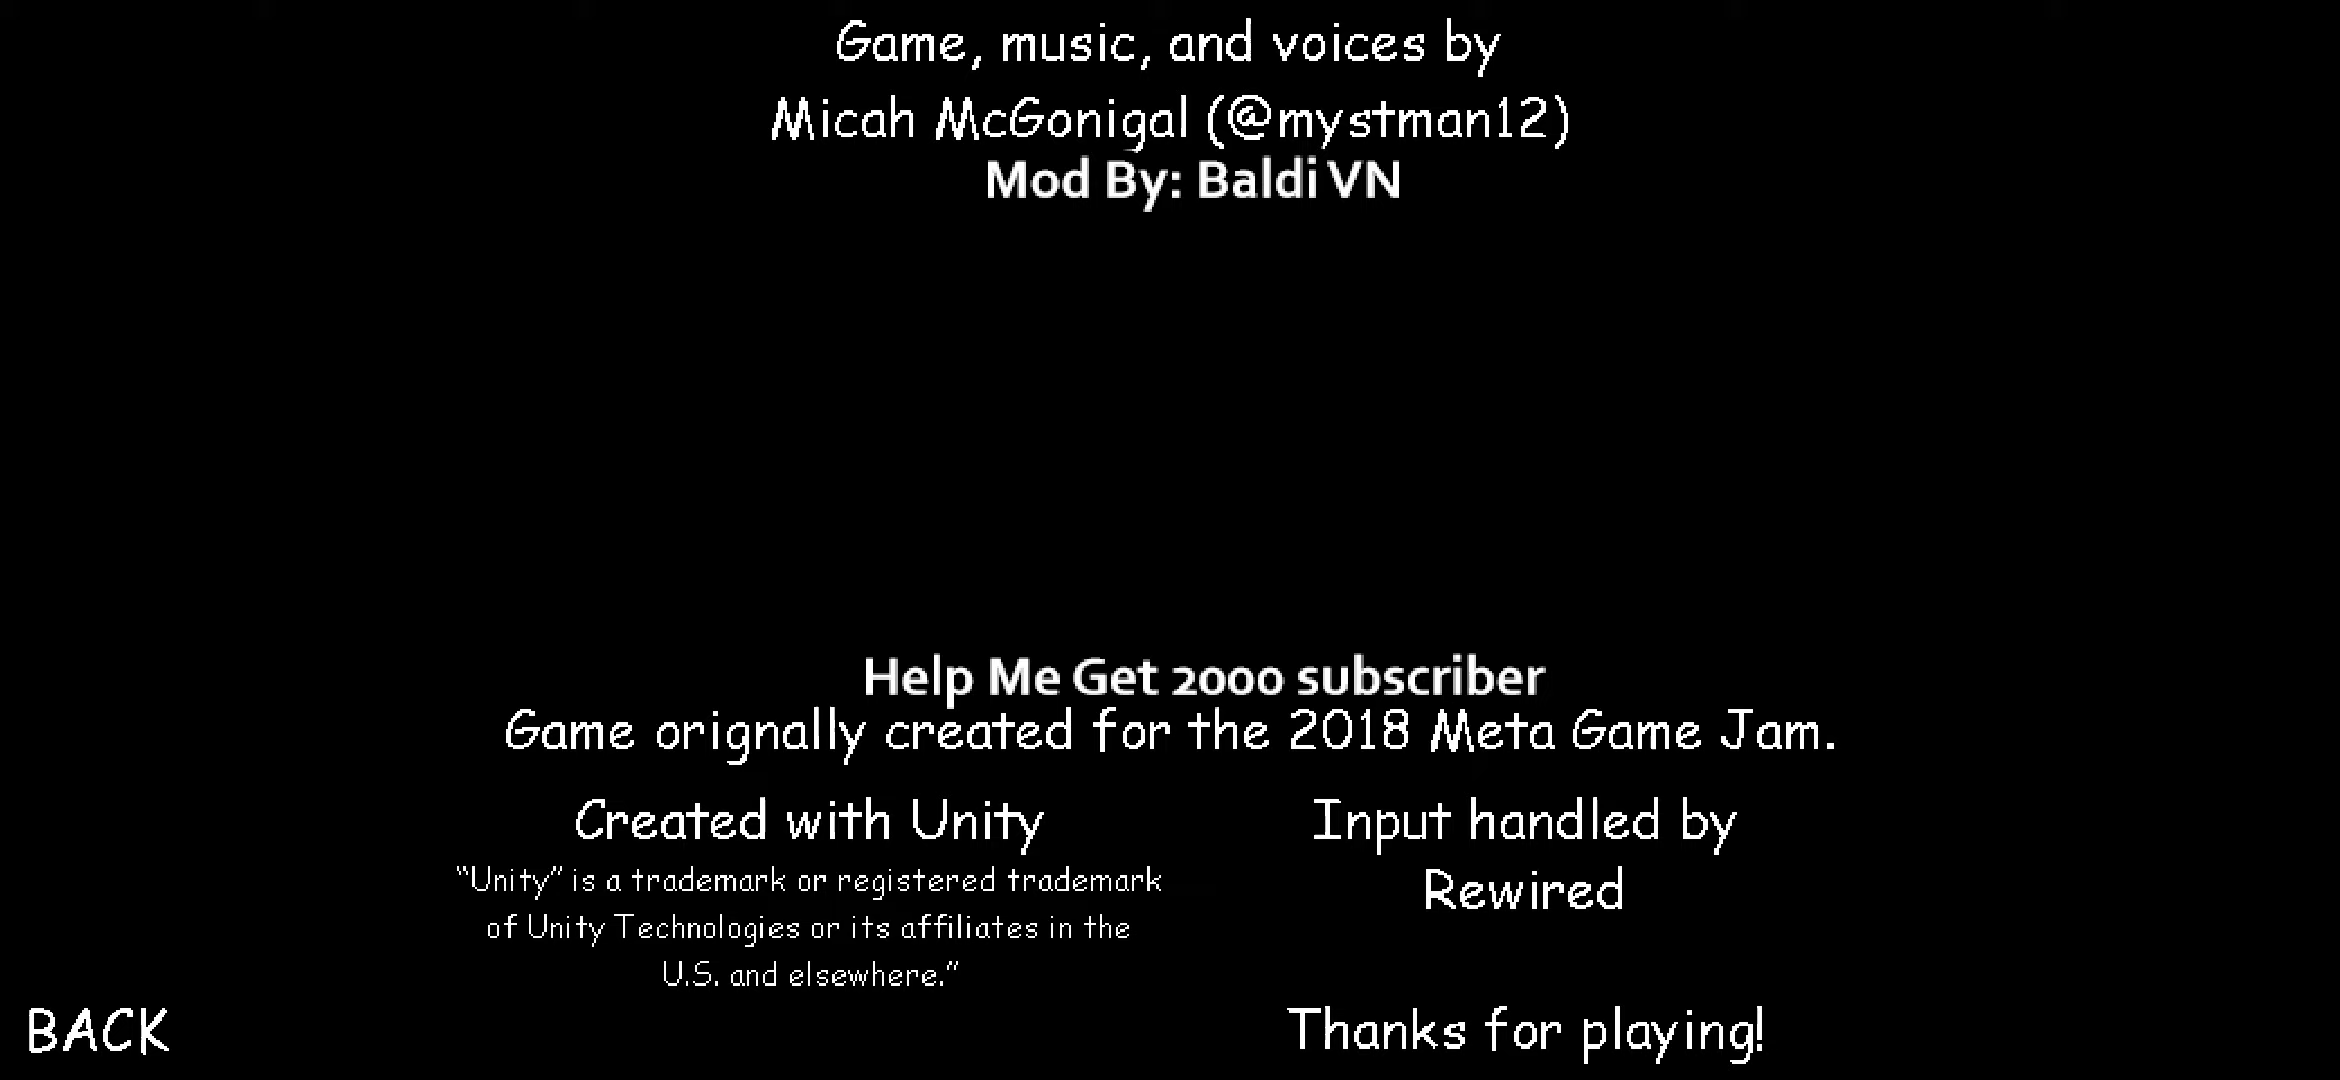 Game, music, and voices by
Micah McGonigal (@mystman12)
Mod By: Baldi VN
Help Me Get 2000 subscriber
Game orignally created for the 2018 Meta Game Jam.
Created with Unity
“Unity” is a trademark or registered trademark
of Unity Technologies or its affiliates in the
U.S. and elsewhere.”
Input handled by
Rewired
BACK
Thanks for playing!